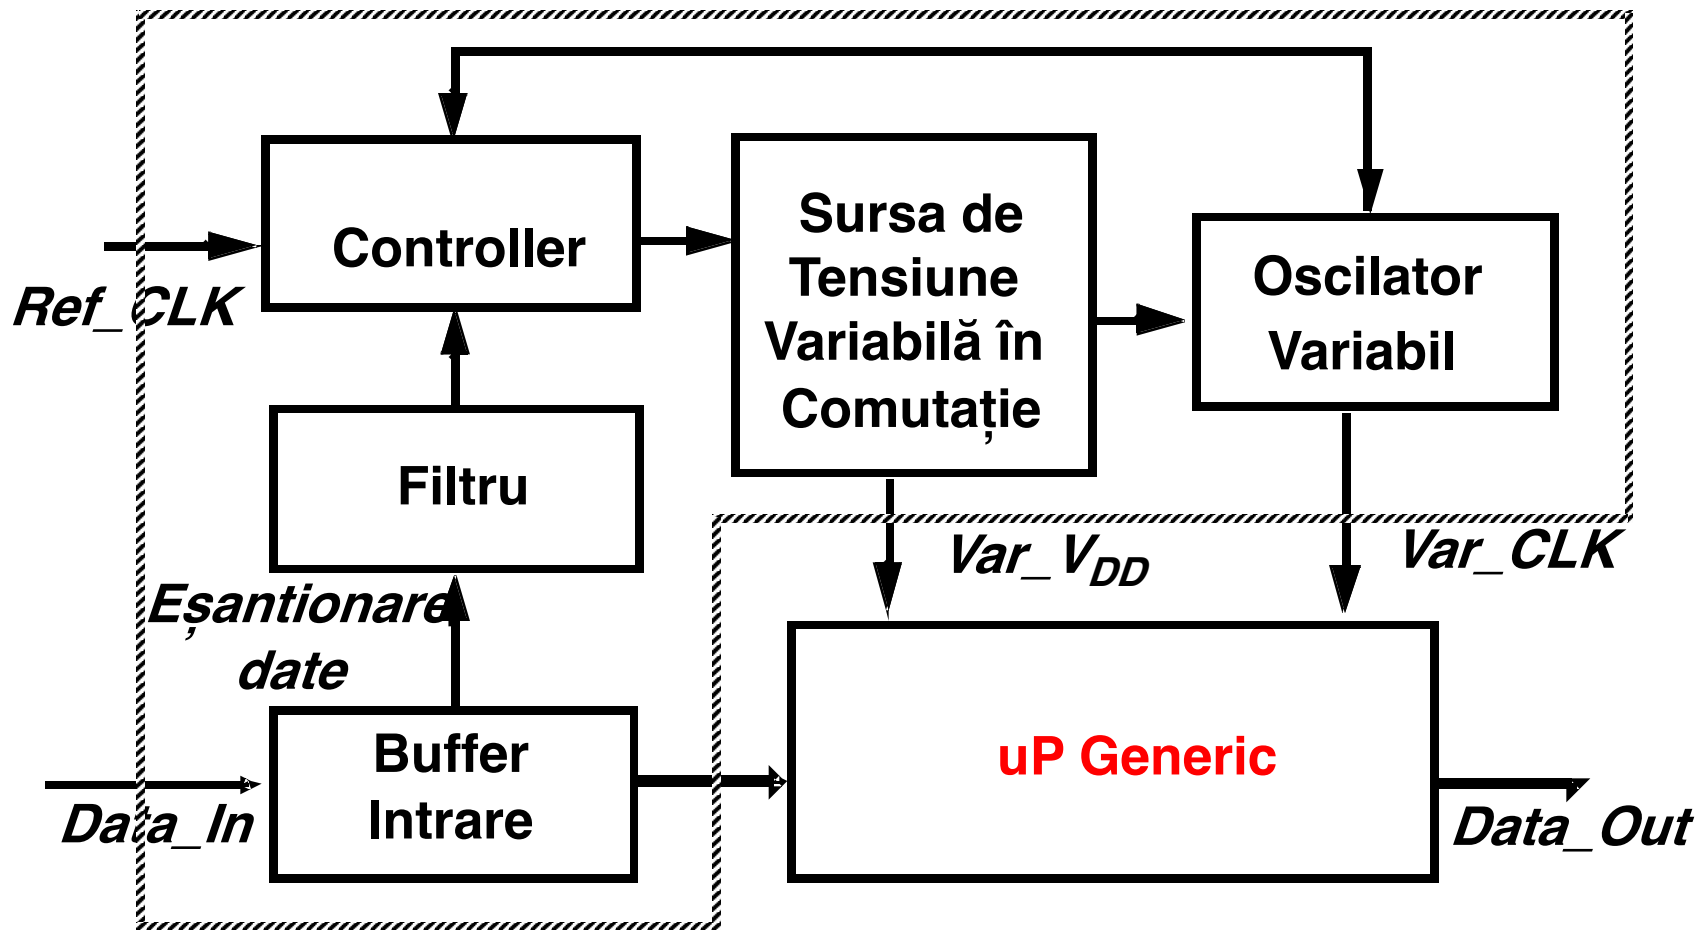 Controller
Sursa de
Tensiune
Variabilă în
Comutație
Oscilator
Variabil
Ref_CLK
Filtru
Var_VDD
Var_CLK
Eșantionare
date
Buffer
Intrare
uP Generic
Data_In
Data_Out